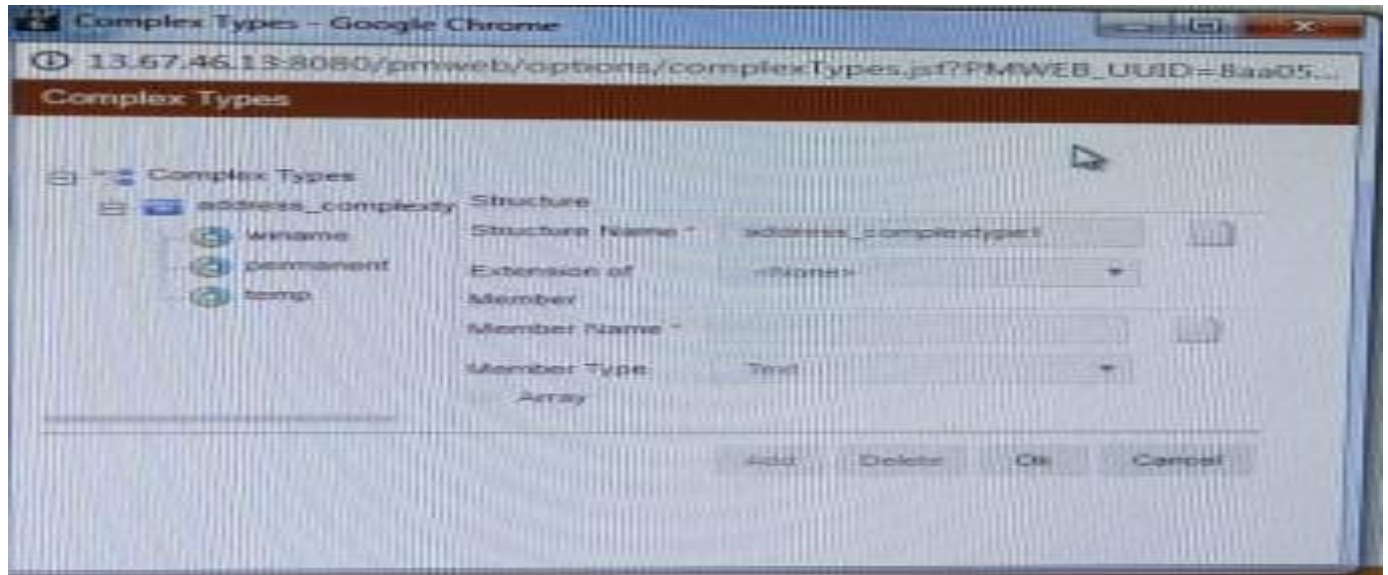 Complex Types - Google Chrome
13.67.46.13:8080/pmweb/options/complexTypes.jsf?PMWEB_UUID=8aa05...
Complex Types
Complex Types
address_complexty
winame
permanent
temp
Structure
Structure Name *
address_complextype1
Extension of
<None>
Member
Member Name *
Member Type
Text
Array
Add Delete Ok Cancel